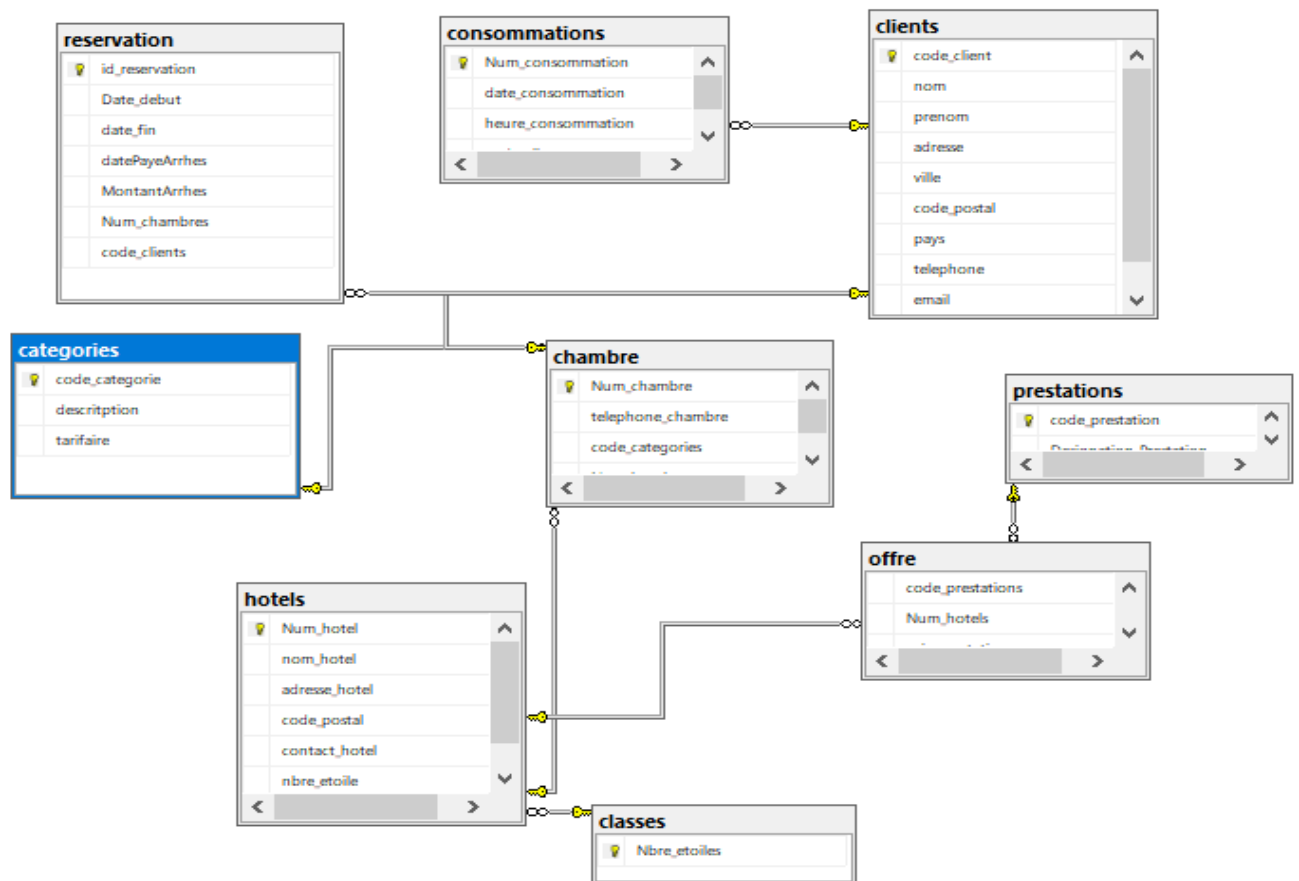 reservation
id_reservation
Date_debut
date_fin
datePayeArrhes
MontantArrhes
Num_chambres
code_clients
consommations
Num_consommation
date_consommation
heure_consommation
clients
code_client
nom
prenom
adresse
ville
code_postal
pays
telephone
email
categories
code_categorie
descritption
tarifaire
chambre
Num_chambre
telephone_chambre
code_categories
prestations
code_prestation
offre
code_prestations
Num_hotels
hotels
Num_hotel
nom_hotel
adresse_hotel
code_postal
contact_hotel
nbre_etoile
classes
Nbre_etoiles